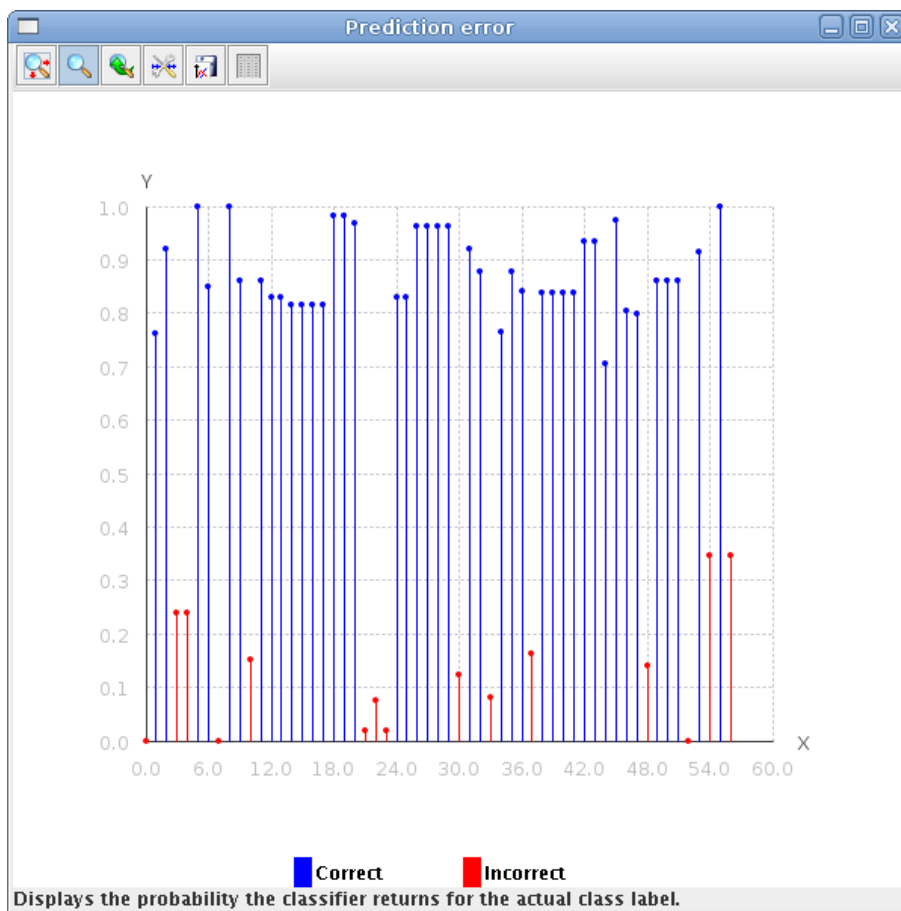 Prediction error
Y
1.0
0.9
0.8
0.7
0.6
0.5
0.4
0.3
0.2
0.1
0.0
X
0.0 6.0 12.0 18.0 24.0 30.0 36.0 42.0 48.0 54.0 60.0
Correct Incorrect
Displays the probability the classifier returns for the actual class label.